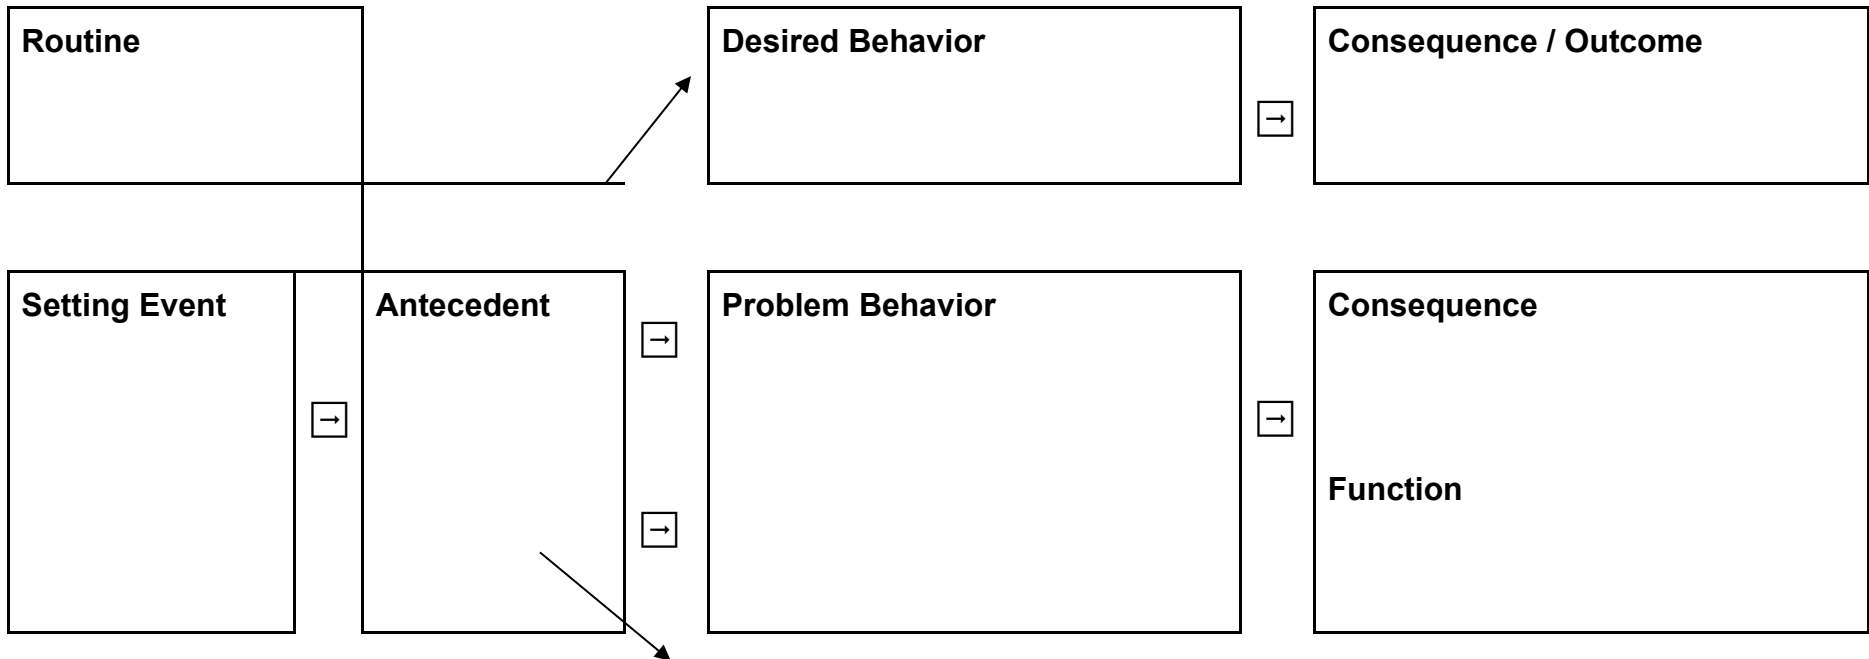 Routine
Desired Behavior
→
Consequence / Outcome
Setting Event
→
Antecedent
→
→
Problem Behavior
→
Consequence
Function